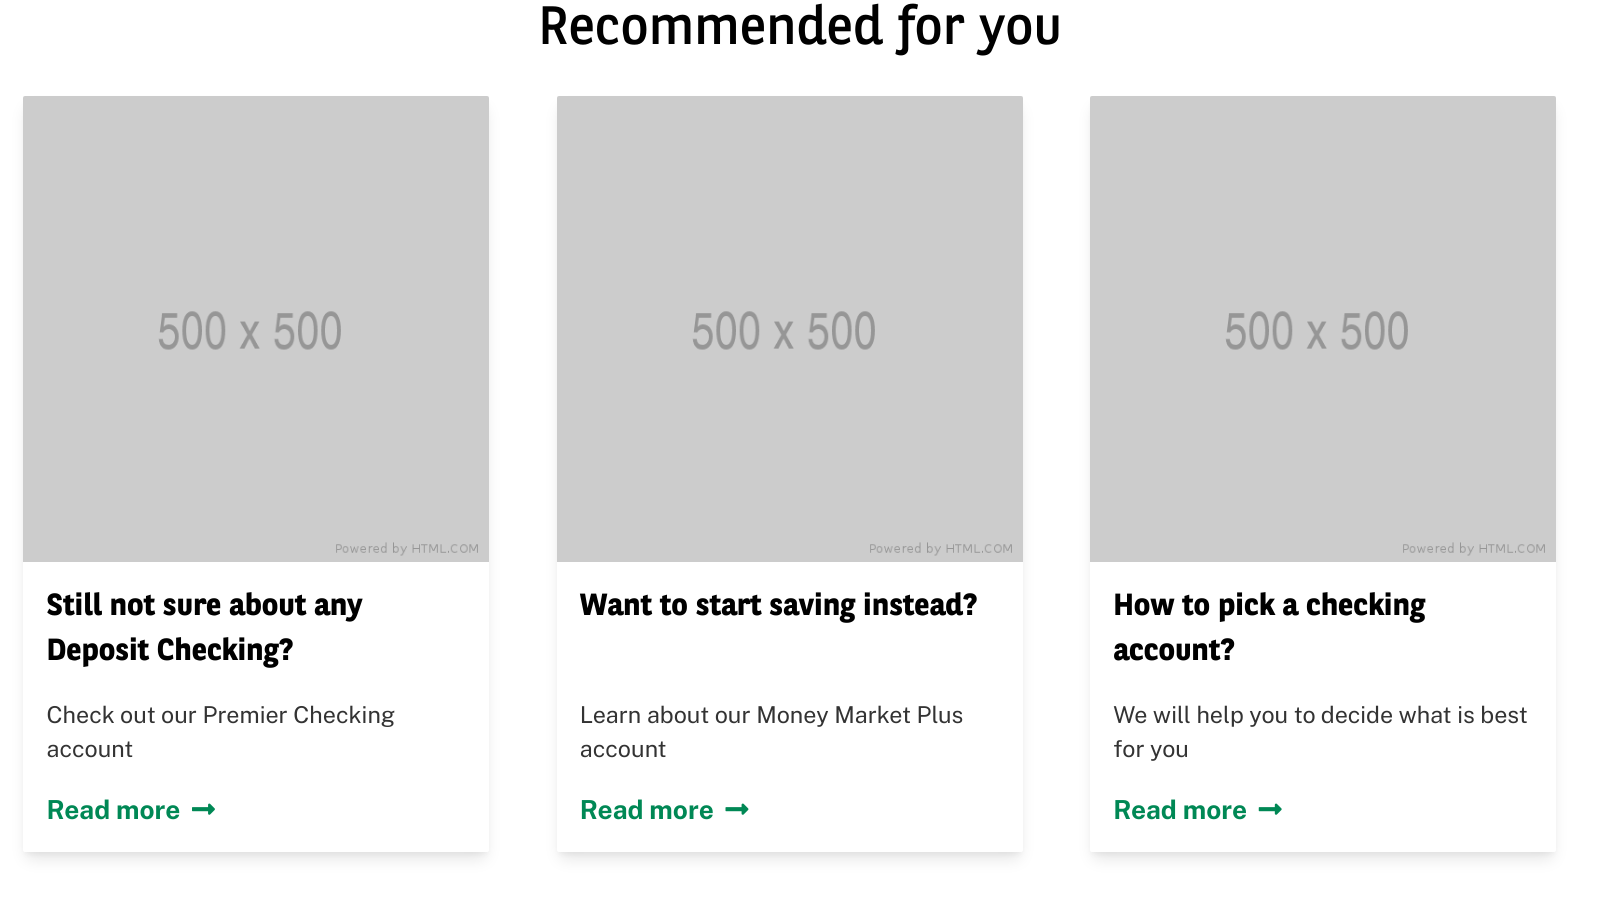 Recommended for you
500 x 500
Powered by HTML.COM
Still not sure about any
Deposit Checking?
Check out our Premier Checking
account
Read more
500 x 500
Powered by HTML.COM
Want to start saving instead?
Learn about our Money Market Plus
account
Read more
500 x 500
Powered by HTML.COM
How to pick a checking
account?
We will help you to decide what is best
for you
Read more